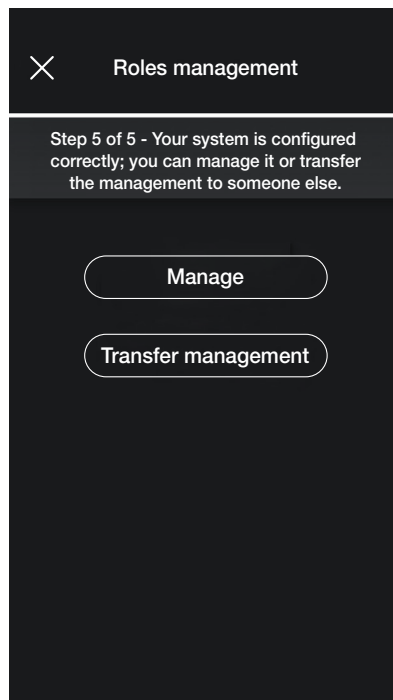 Roles management
Step 5 of 5 - Your system is configured
correctly; you can manage it or transfer
the management to someone else.
Manage
Transfer management